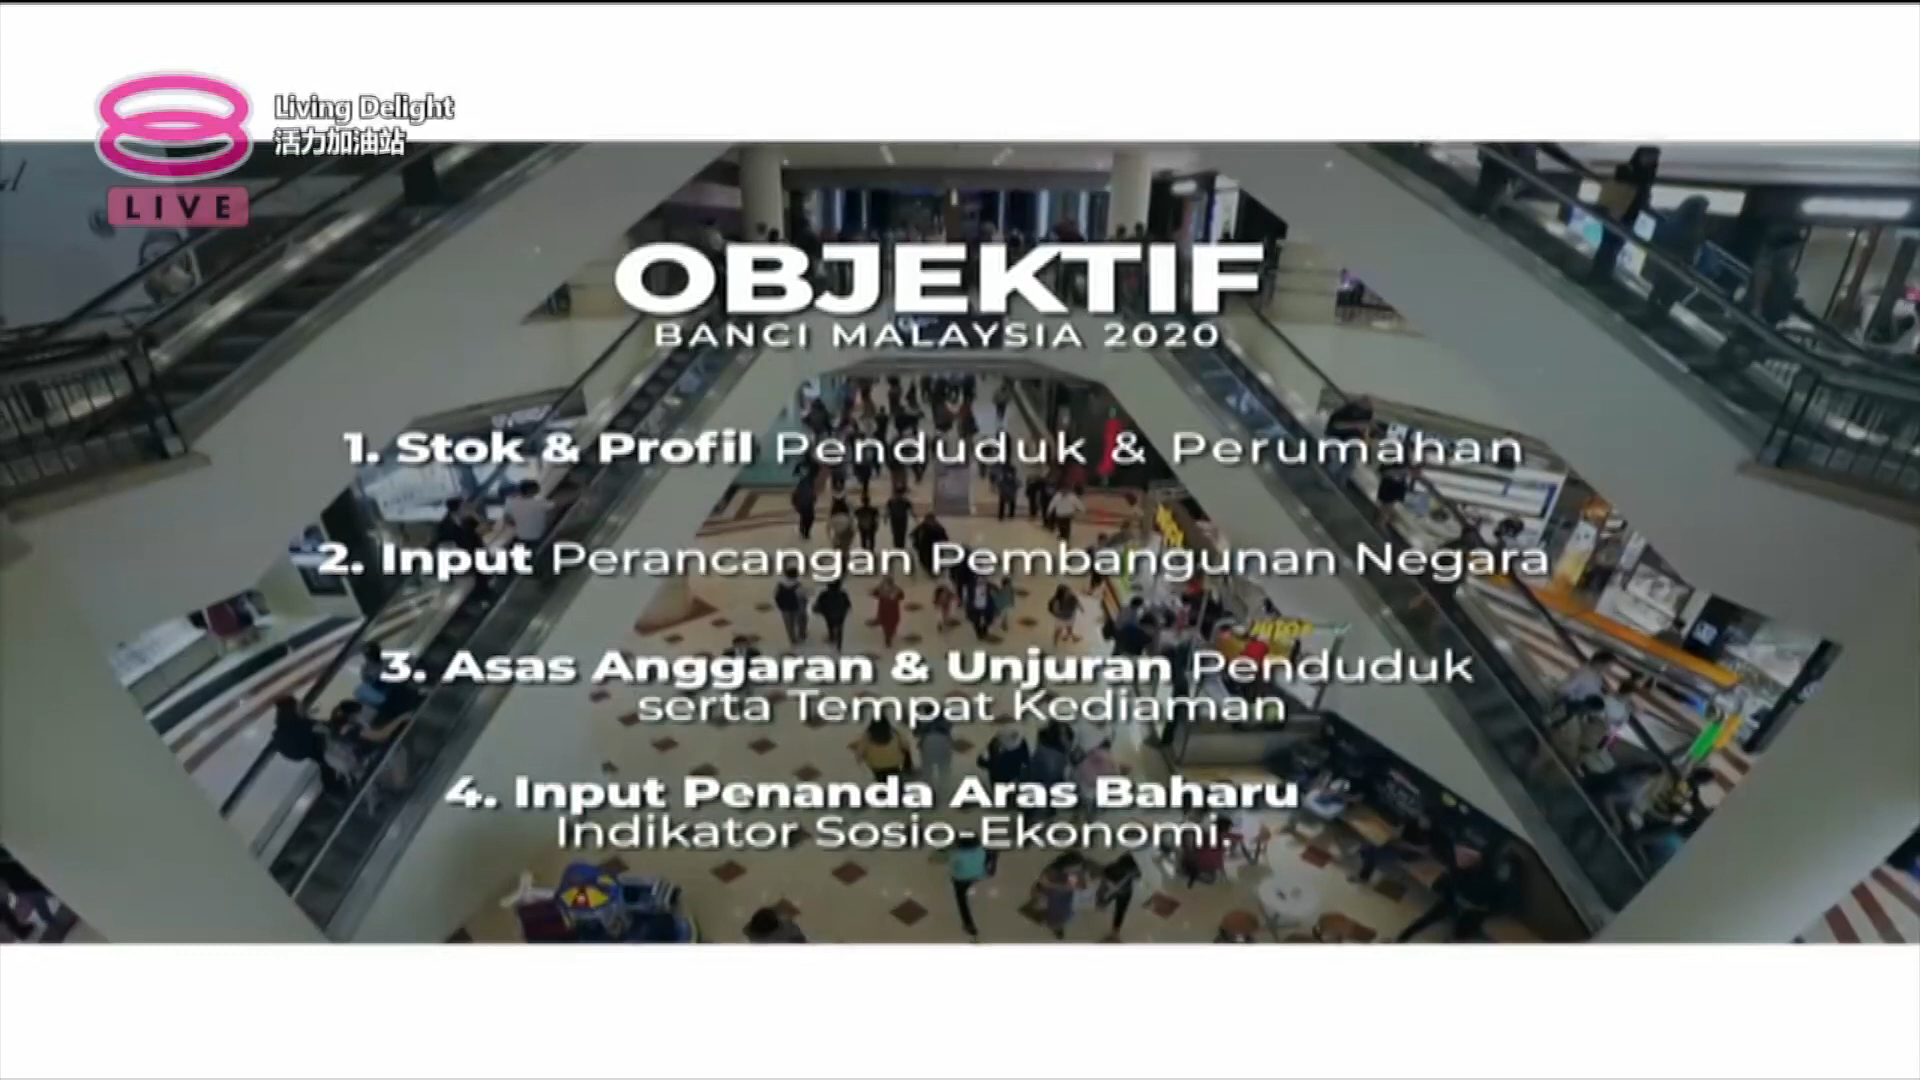 Living Delight
活力加油站
LIVE
OBJEKTIF
BANCI MALAYSIA 2020
1. Stok & Profil Penduduk & Perumahan
2. Input Perancangan Pembangunan Negara
3. Asas Anggaran & Unjuran Penduduk
serta Tempat Kediaman
4. Input Penanda Aras Baharu
Indikator Sosio-Ekonomi.